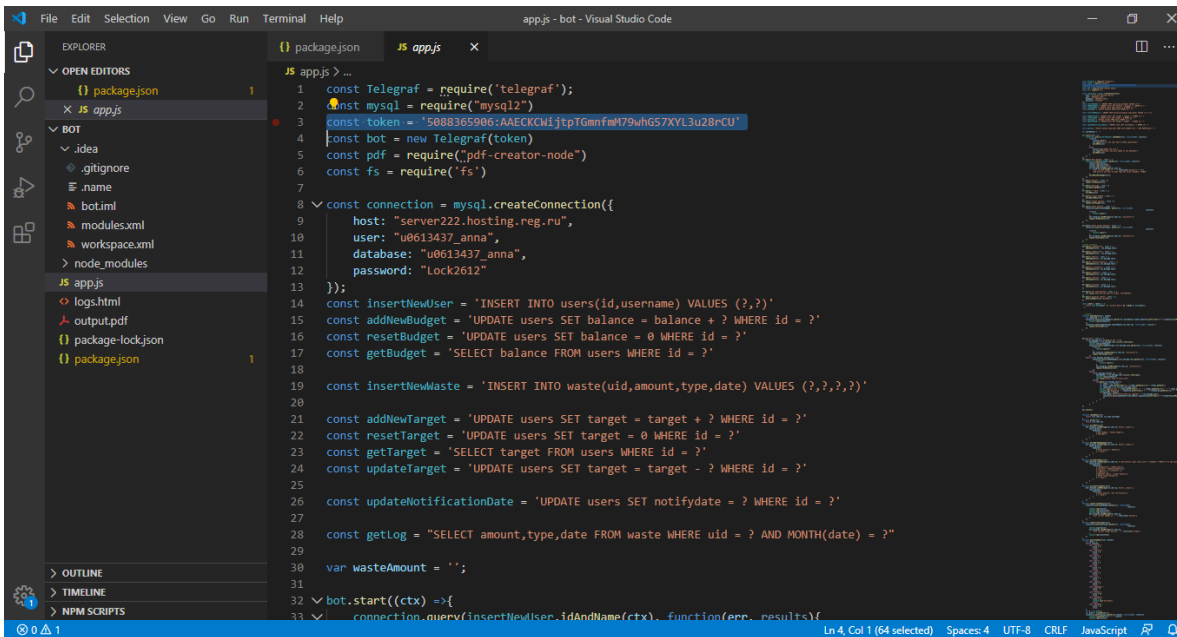 File Edit Selection View Go Run Terminal Help
app.js - bot - Visual Studio Code
EXPLORER
OPEN EDITORS
{} package.json 1
JS app.js
BOT
.idea
.gitignore
.name
bot.iml
modules.xml
workspace.xml
node_modules
JS app.js
logs.html
output.pdf
{} package-lock.json
{} package.json 1
OUTLINE
TIMELINE
NPM SCRIPTS
1
{} package.json JS app.js
JS app.js > ...
1 const Telegraf = require('telegraf');
2 const mysql = require("mysql2")
3 const token = '5088365906:AAECKCWijtpTGmnfmM79whG57XYL3u28rCU'
4 const bot = new Telegraf(token)
5 const pdf = require("pdf-creator-node")
6 const fs = require('fs')
7
8 const connection = mysql.createConnection({
9 host: "server222.hosting.reg.ru",
10 user: "u0613437_anna",
11 database: "u0613437_anna",
12 password: "Lock2612"
13 });
14 const insertNewUser = 'INSERT INTO users(id,username) VALUES (?,?)'
15 const addNewBudget = 'UPDATE users SET balance = balance + ? WHERE id = ?'
16 const resetBudget = 'UPDATE users SET balance = 0 WHERE id = ?'
17 const getBudget = 'SELECT balance FROM users WHERE id = ?'
18
19 const insertNewWaste = 'INSERT INTO waste(uid,amount,type,date) VALUES (?,?,?,?)'
20
21 const addNewTarget = 'UPDATE users SET target = target + ? WHERE id = ?'
22 const resetTarget = 'UPDATE users SET target = 0 WHERE id = ?'
23 const getTarget = 'SELECT target FROM users WHERE id = ?'
24 const updateTarget = 'UPDATE users SET target = target - ? WHERE id = ?'
25
26 const updateNotificationDate = 'UPDATE users SET notifydate = ? WHERE id = ?'
27
28 const getLog = "SELECT amount,type,date FROM waste WHERE uid = ? AND MONTH(date) = ?"
29
30 var wasteAmount = '';
31
32 bot.start((ctx) =>{
33 connection.query(insertNewUser,idAndName(ctx), function(err, results){
0 1
Ln 4, Col 1 (64 selected) Spaces: 4 UTF-8 CRLF JavaScript